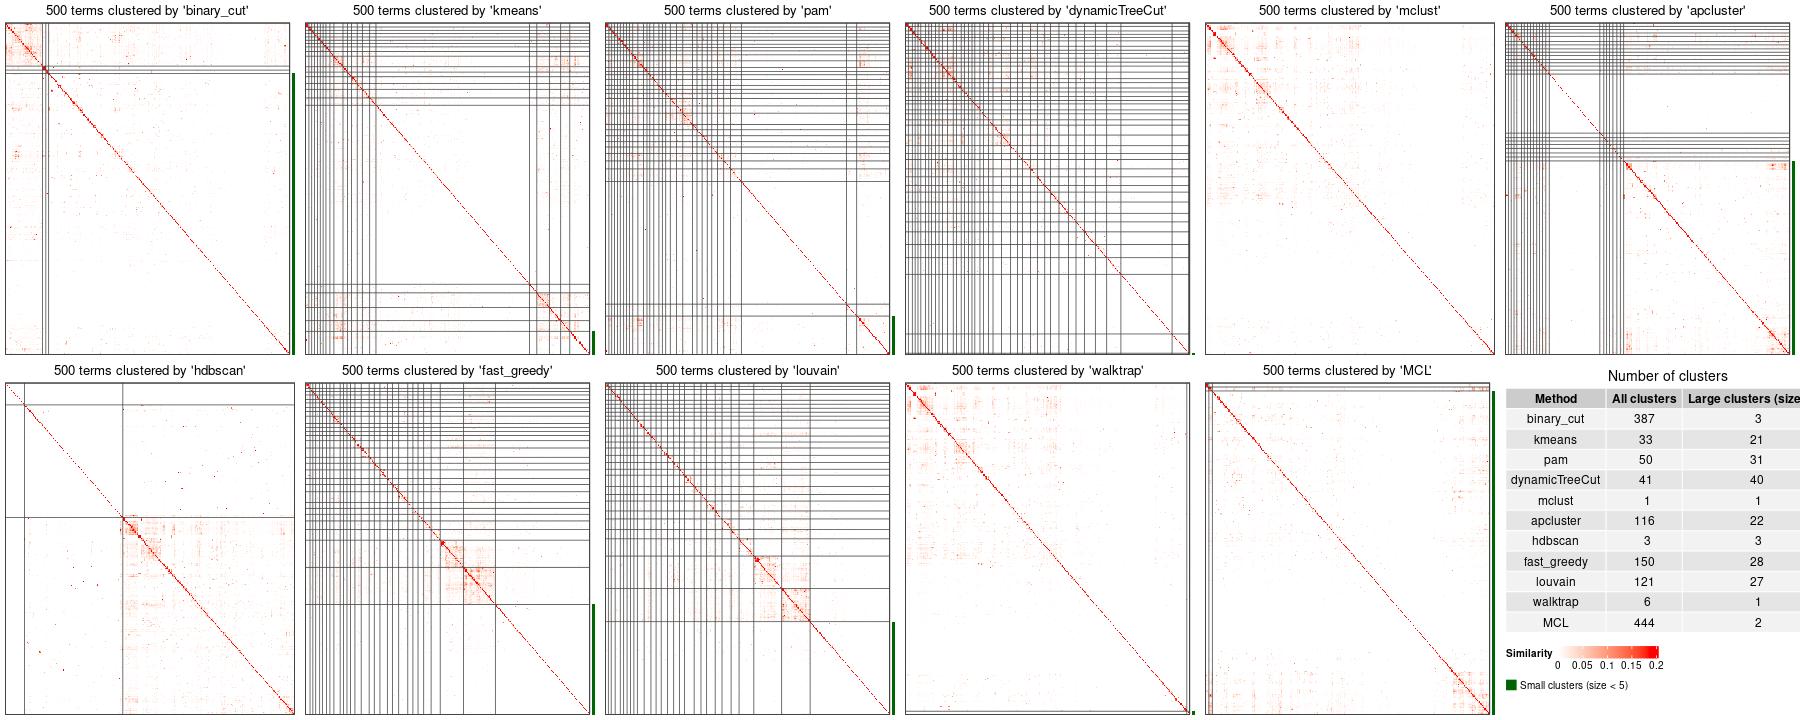 500 terms clustered by 'binary_cut'
500 terms clustered by 'kmeans'
500 terms clustered by 'pam'
500 terms clustered by 'dynamicTreeCut'
500 terms clustered by 'mclust'
500 terms clustered by 'apcluster'
500 terms clustered by 'hdbscan'
500 terms clustered by 'fast_greedy'
500 terms clustered by 'louvain'
500 terms clustered by 'walktrap'
500 terms clustered by 'MCL'
Number of clusters
Method All clusters Large clusters (size
binary_cut 387 3
kmeans 33 21
pam 50 31
dynamicTreeCut 41 40
mclust 1 1
apcluster 116 22
hdbscan 3 3
fast_greedy 150 28
louvain 121 27
walktrap 6 1
MCL 444 2
Similarity
0 0.05 0.1 0.15 0.2
Small clusters (size < 5)